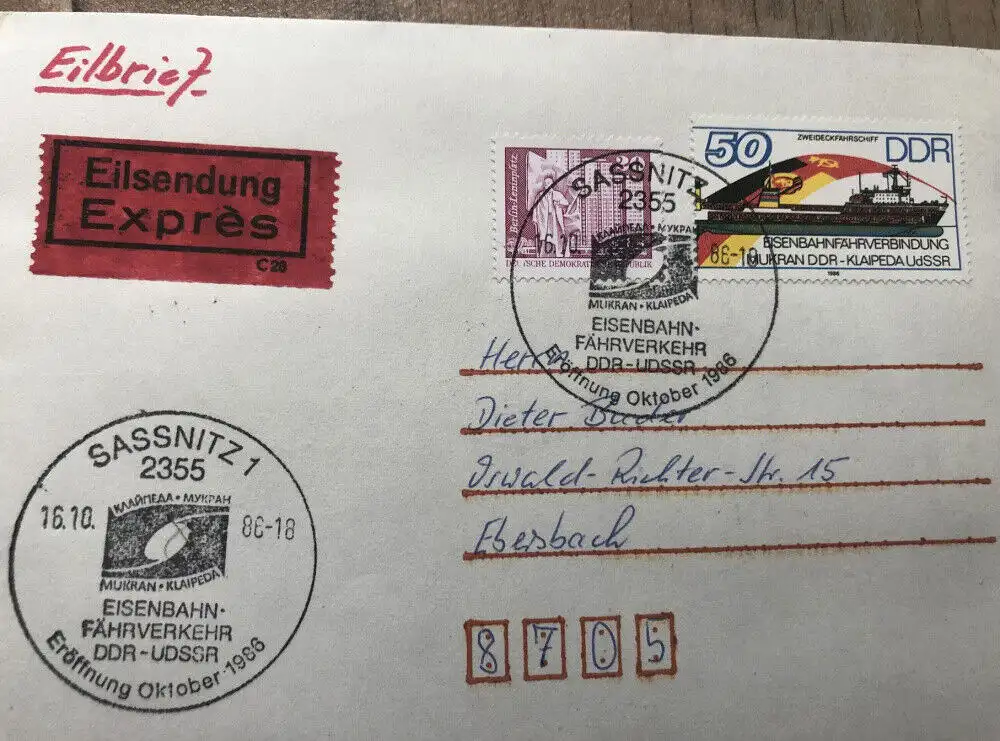 Eilbrief
Eilsendung
Exprès
C 28
Berlin-Leninplatz
50
ZWEIDECKFÄHRSCHIFF
DDR
EISENBAHNFÄHRVERBINDUNG
MUKRAN DDR - KLAIPEDA UdSSR
1986
SASSNITZ 1
2355
16.10.
86-18
КЛАЙПЕДА • МУКРАН
MUKRAN • KLAIPEDA
EISENBAHN-
FÄHRVERKEHR
DDR-UDSSR
Eröffnung Oktober 1986
Herrn
Dieter
Oswald-Richter-Str. 15
Ebersbach
8705
SASSNITZ 1
2355
КЛАЙПЕДА • МУКРАН
16.10.
86-18
MUKRAN • KLAIPEDA
EISENBAHN-
FÄHRVERKEHR
DDR-UDSSR
Eröffnung Oktober 1986